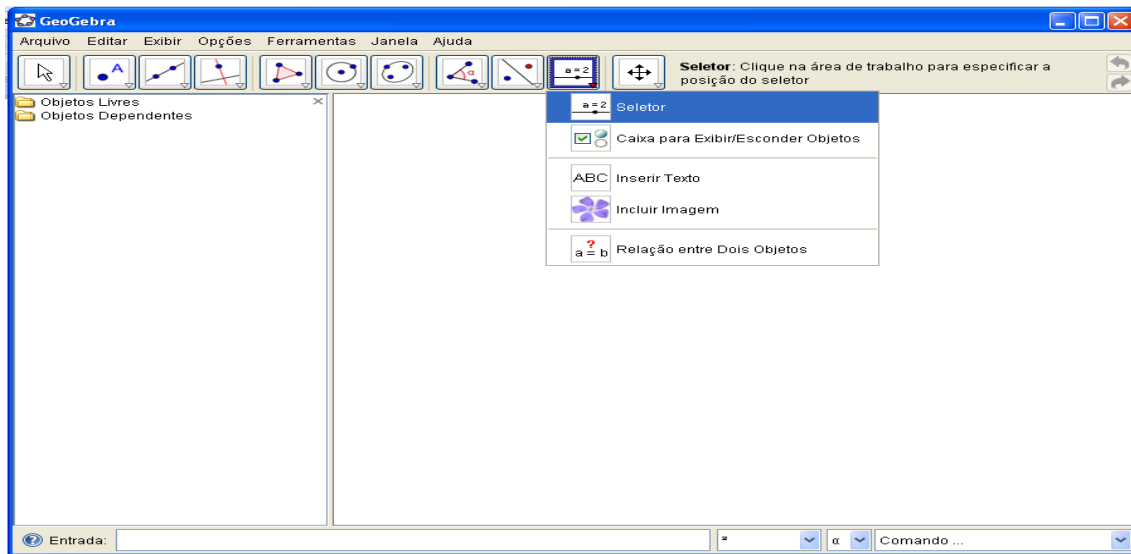 GeoGebra
Arquivo Editar Exibir Opções Ferramentas Janela Ajuda
A
α
a=2
Seletor: Clique na área de trabalho para especificar a
posição do seletor
Objetos Livres
Objetos Dependentes
a=2 Seletor
Caixa para Exibir/Esconder Objetos
ABC Inserir Texto
Incluir Imagem
a ?= b Relação entre Dois Objetos
Entrada:
α Comando ...